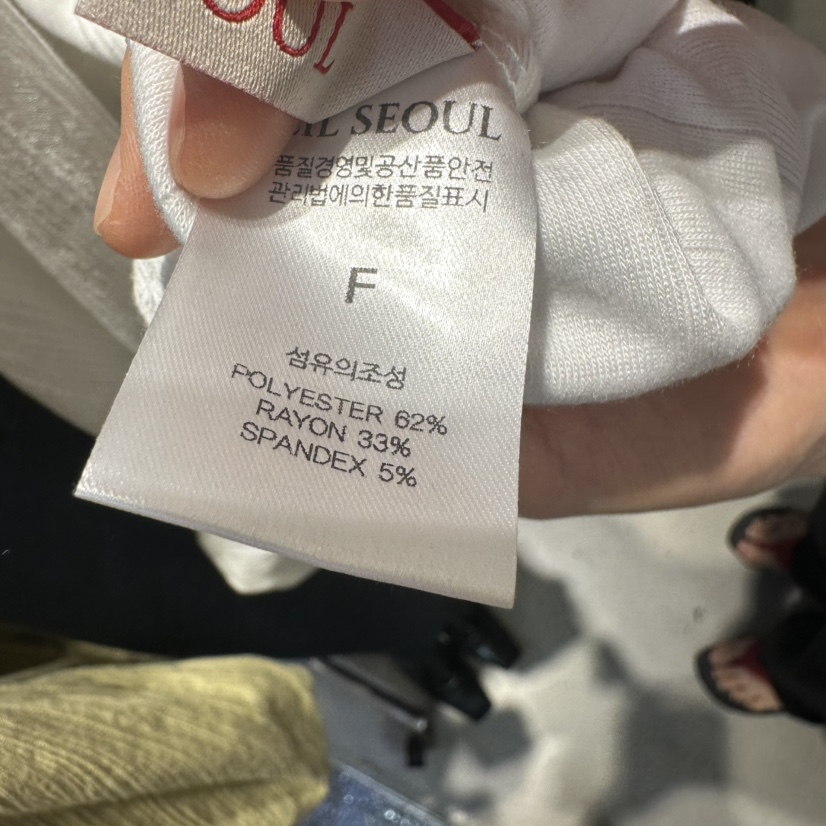 OUI
SEOUL
품질경영및공산품안전
관리법에의한품질표시
F
섬유의조성
POLYESTER 62%
RAYON 33%
SPANDEX 5%